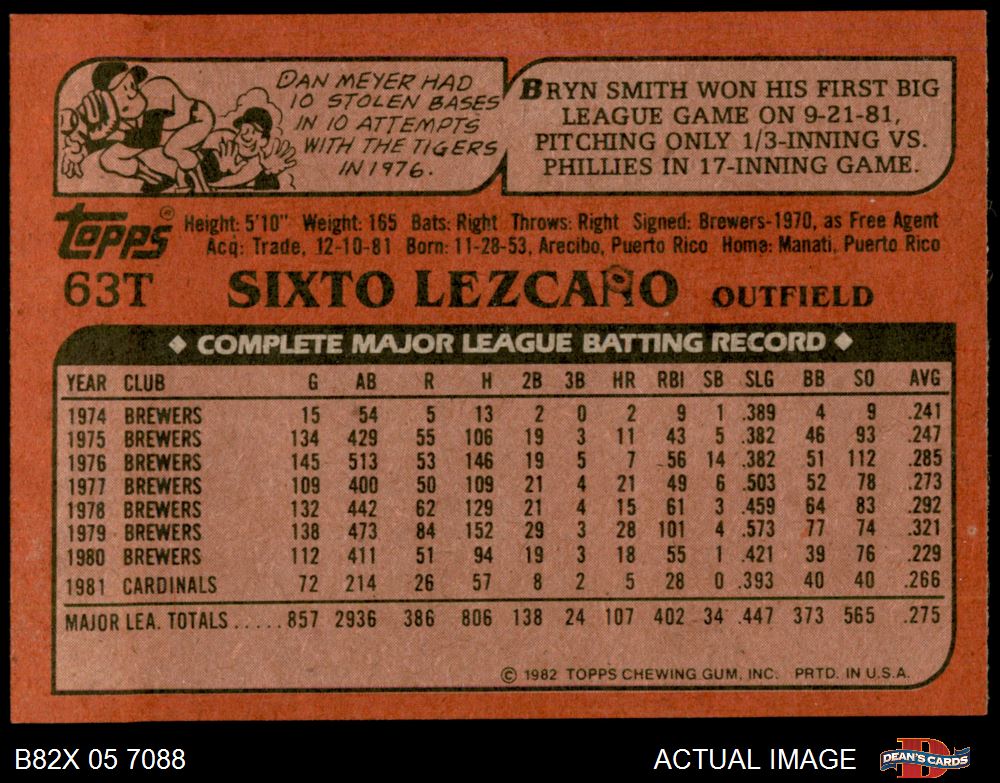 DAN MEYER HAD
10 STOLEN BASES
IN 10 ATTEMPTS
WITH THE TIGERS
IN 1976.
BRYN SMITH WON HIS FIRST BIG
LEAGUE GAME ON 9-21-81,
PITCHING ONLY 1/3-INNING VS.
PHILLIES IN 17-INNING GAME.
Topps®
Height: 5'10" Weight: 165 Bats: Right Throws: Right Signed: Brewers-1970, as Free Agent
Acq: Trade, 12-10-81 Born: 11-28-53, Arecibo, Puerto Rico Home: Manati, Puerto Rico
63T SIXTO LEZCAÑO OUTFIELD
◆ COMPLETE MAJOR LEAGUE BATTING RECORD ◆
YEAR CLUB G AB R H 2B 3B HR RBI SB SLG BB SO AVG
1974 BREWERS 15 54 5 13 2 0 2 9 1 .389 4 9 .241
1975 BREWERS 134 429 55 106 19 3 11 43 5 .382 46 93 .247
1976 BREWERS 145 513 53 146 19 5 7 56 14 .382 51 112 .285
1977 BREWERS 109 400 50 109 21 4 21 49 6 .503 52 78 .273
1978 BREWERS 132 442 62 129 21 4 15 61 3 .459 64 83 .292
1979 BREWERS 138 473 84 152 29 3 28 101 4 .573 77 74 .321
1980 BREWERS 112 411 51 94 19 3 18 55 1 .421 39 76 .229
1981 CARDINALS 72 214 26 57 8 2 5 28 0 .393 40 40 .266
MAJOR LEA. TOTALS.....857 2936 386 806 138 24 107 402 34 .447 373 565 .275
© 1982 TOPPS CHEWING GUM, INC. PRTD. IN U.S.A.
B82X 05 7088
ACTUAL IMAGE
D
DEAN'S CARDS